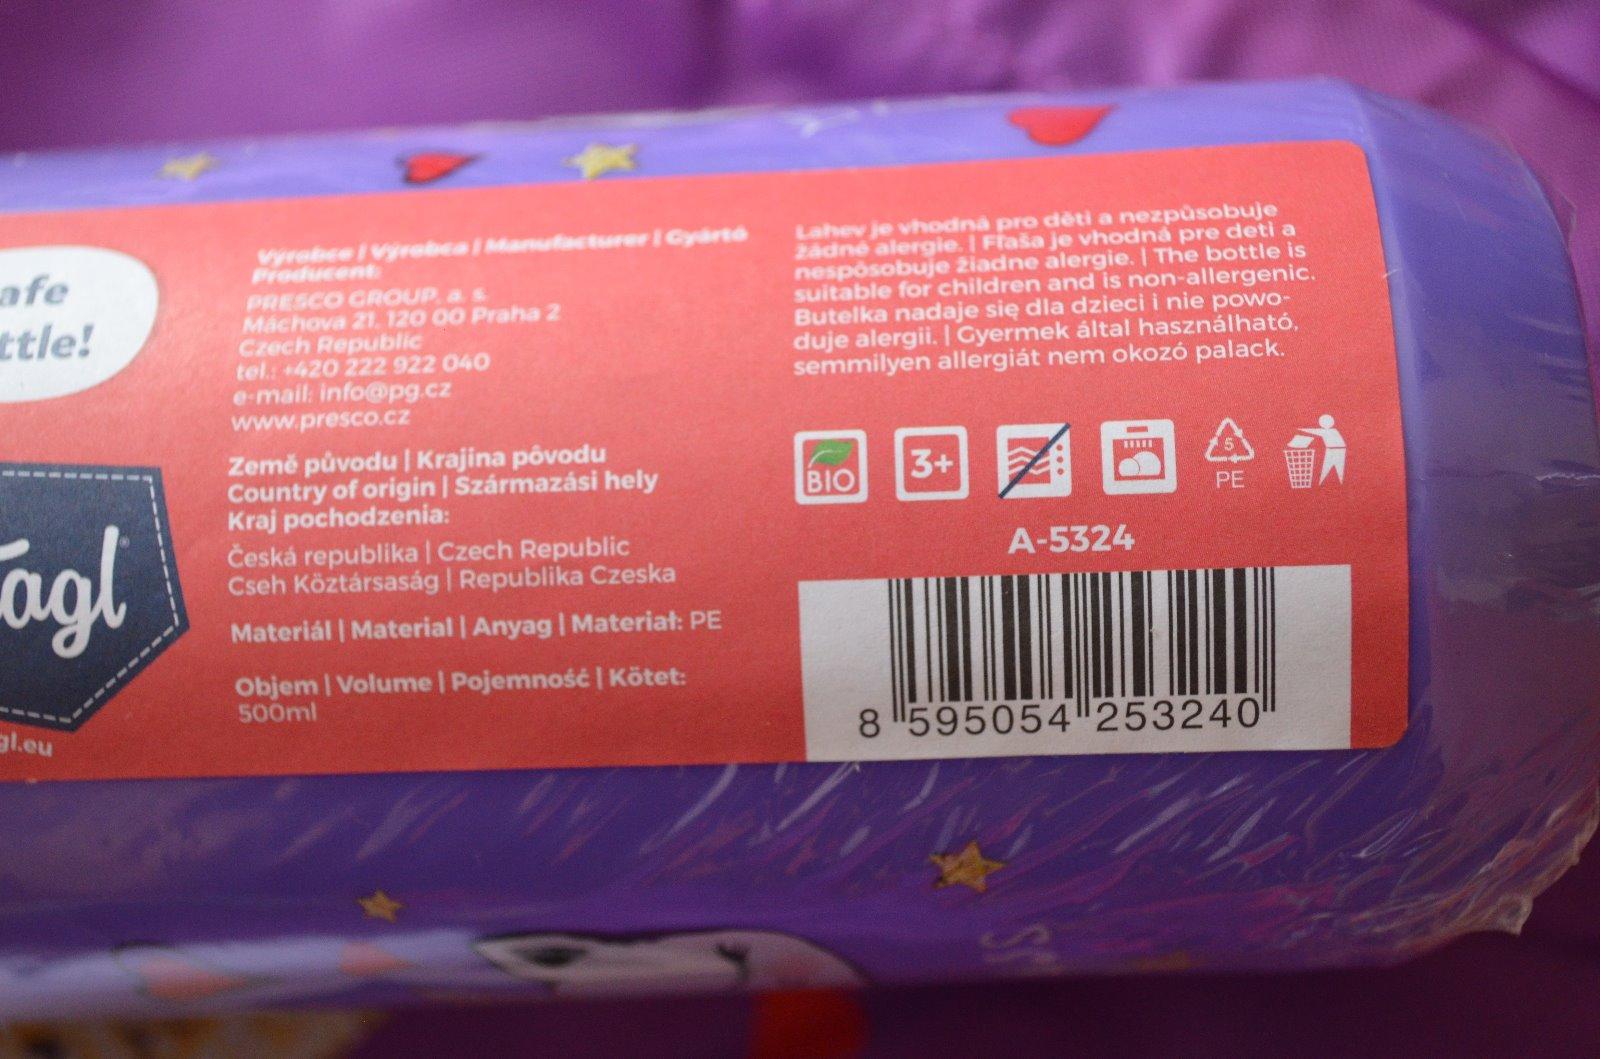 afe
ttle!
Tagl®
gl.eu
Výrobce | Výrobca | Manufacturer | Gyártó
Producent:
PRESCO GROUP, a. s.
Máchova 21, 120 00 Praha 2
Czech Republic
tel.: +420 222 922 040
e-mail: info@pg.cz
www.presco.cz
Země původu | Krajina pôvodu
Country of origin | Származási hely
Kraj pochodzenia:
Česká republika | Czech Republic
Cseh Köztársaság | Republika Czeska
Materiál | Material | Anyag | Materiał: PE
Objem | Volume | Pojemność | Kötet:
500ml
Lahev je vhodná pro děti a nezpůsobuje
žádné alergie. | Fľaša je vhodná pre deti a
nespôsobuje žiadne alergie. | The bottle is
suitable for children and is non-allergenic.
Butelka nadaje się dla dzieci i nie powo-
duje alergii. | Gyermek által használható,
semmilyen allergiát nem okozó palack.
BIO
3+
5
PE
A-5324
8 595054 253240